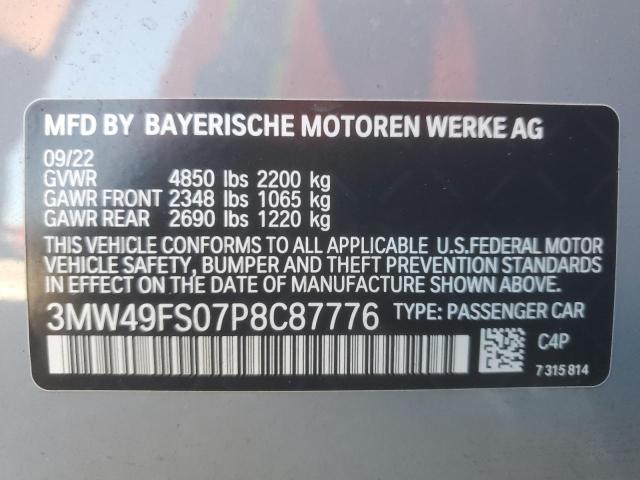 MFD BY BAYERISCHE MOTOREN WERKE AG
09/22
GVWR 4850 lbs 2200 kg
GAWR FRONT 2348 lbs 1065 kg
GAWR REAR 2690 lbs 1220 kg
THIS VEHICLE CONFORMS TO ALL APPLICABLE U.S.FEDERAL MOTOR
VEHICLE SAFETY, BUMPER AND THEFT PREVENTION STANDARDS
IN EFFECT ON THE DATE OF MANUFACTURE SHOWN ABOVE.
3MW49FS07P8C87776 TYPE: PASSENGER CAR
C4P
7 315 814